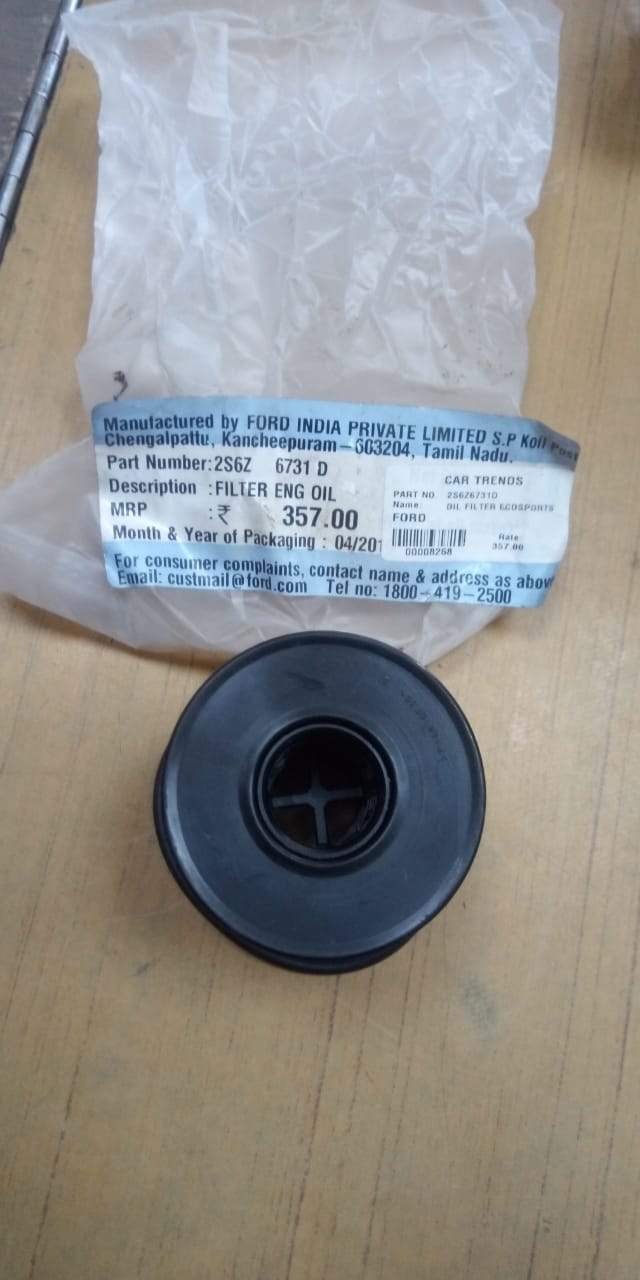 Manufactured by FORD INDIA PRIVATE LIMITED S.P Koil Post
Chengalpattu, Kancheepuram-603204, Tamil Nadu.
Part Number:2S6Z 6731 D
Description :FILTER ENG OIL
MRP :₹ 357.00
Month & Year of Packaging : 04/201
For consumer complaints, contact name & address as above
Email: custmail@ford.com Tel no: 1800-419-2500
CAR TRENDS
PART NO 2S6Z6731D
Name: OIL FILTER ECOSPORTS
FORD
Rate
00008268 357.00